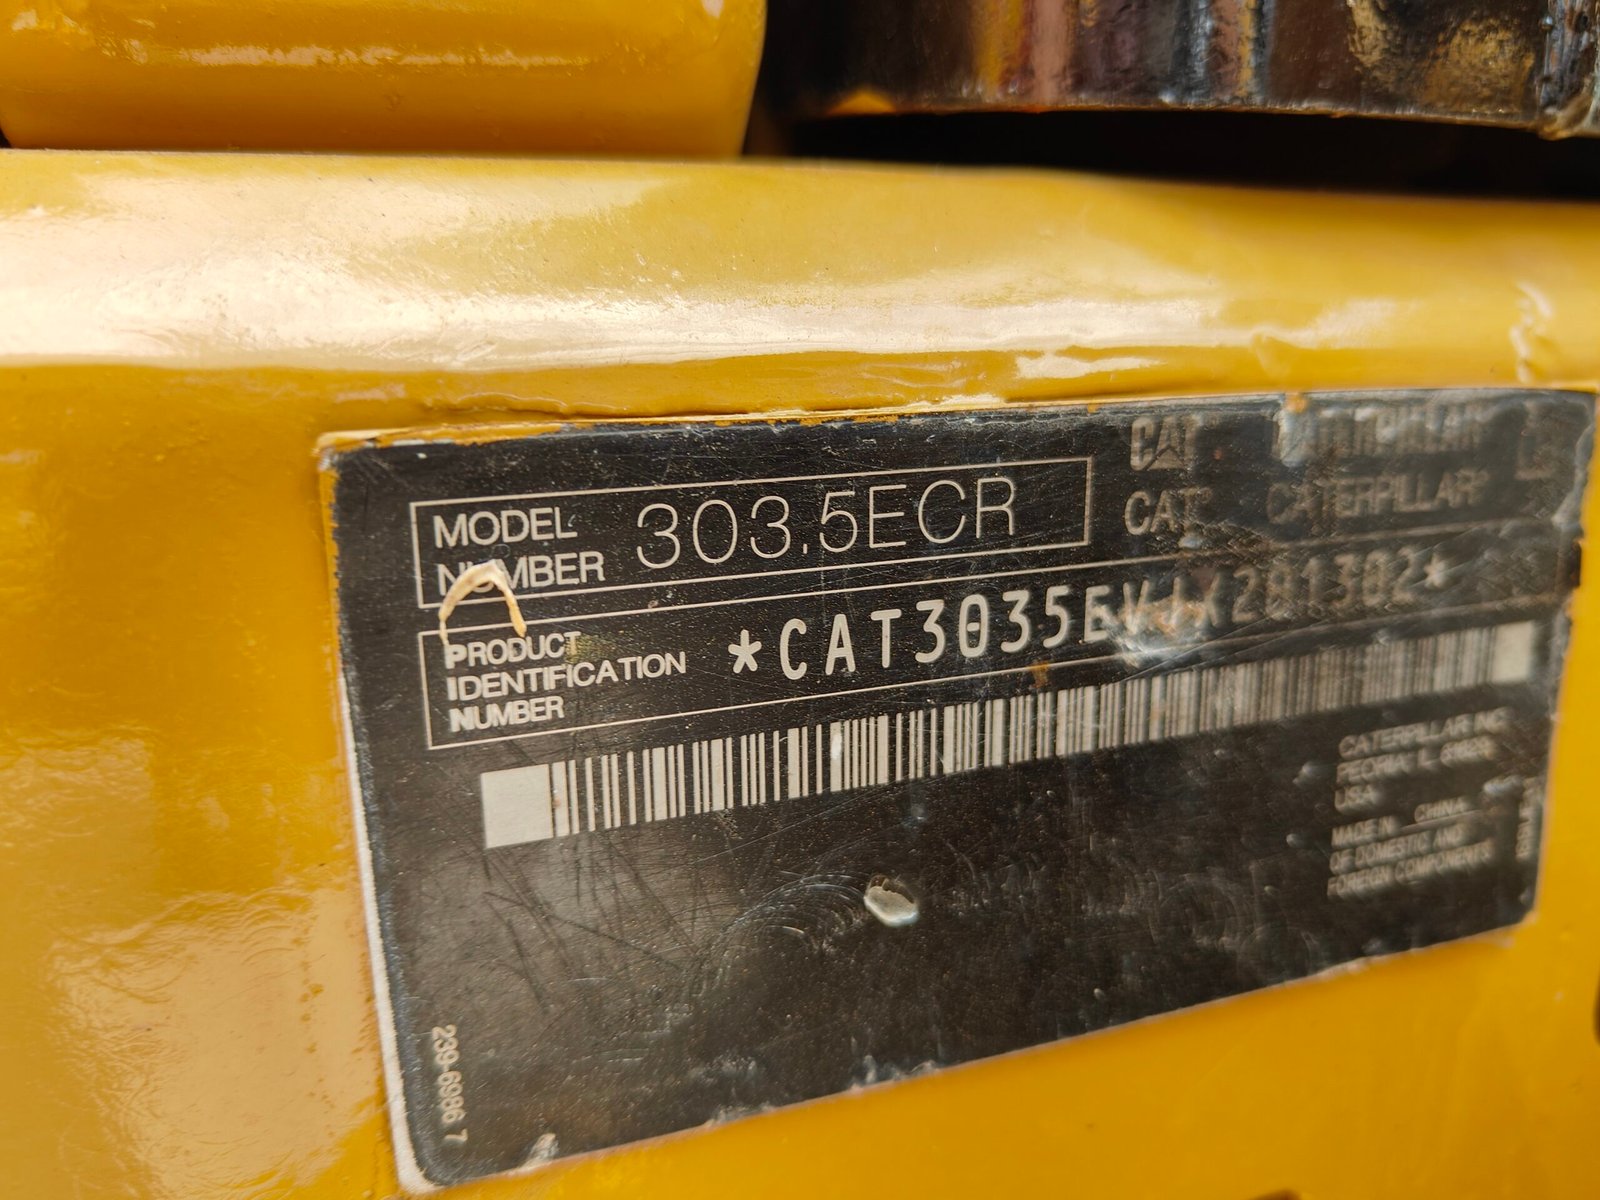 CAT CATERPILLAR
MODEL NUMBER 303.5ECR
CAT CATERPILLAR
PRODUCT IDENTIFICATION NUMBER
CATERPILLAR INC.
PEORIA, IL
USA
MADE IN CHINA
OF DOMESTIC AND
FOREIGN COMPONENTS
239-6986 7